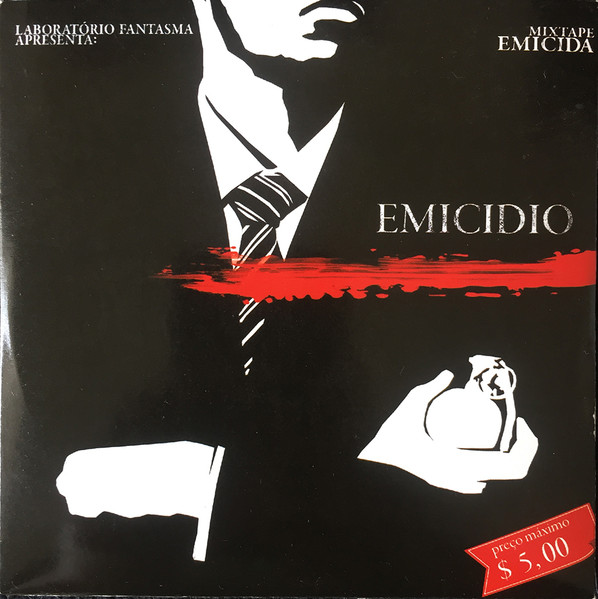 LABORATÓRIO FANTASMA
APRESENTA:
MIXTAPE
EMICIDA
EMICIDIO
preço máximo
$ 5,00